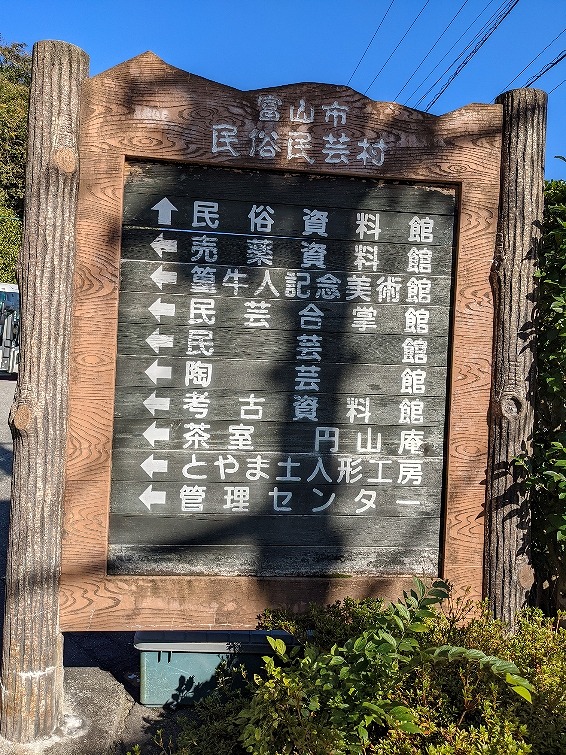 富山市
民俗民芸村
↑ 民俗資料館
← 売薬資料館
← 篁牛人記念美術館
← 民芸合掌館
← 民芸館
← 陶芸館
← 考古資料館
← 茶室 円山庵
← とやま土人形工房
← 管理センター